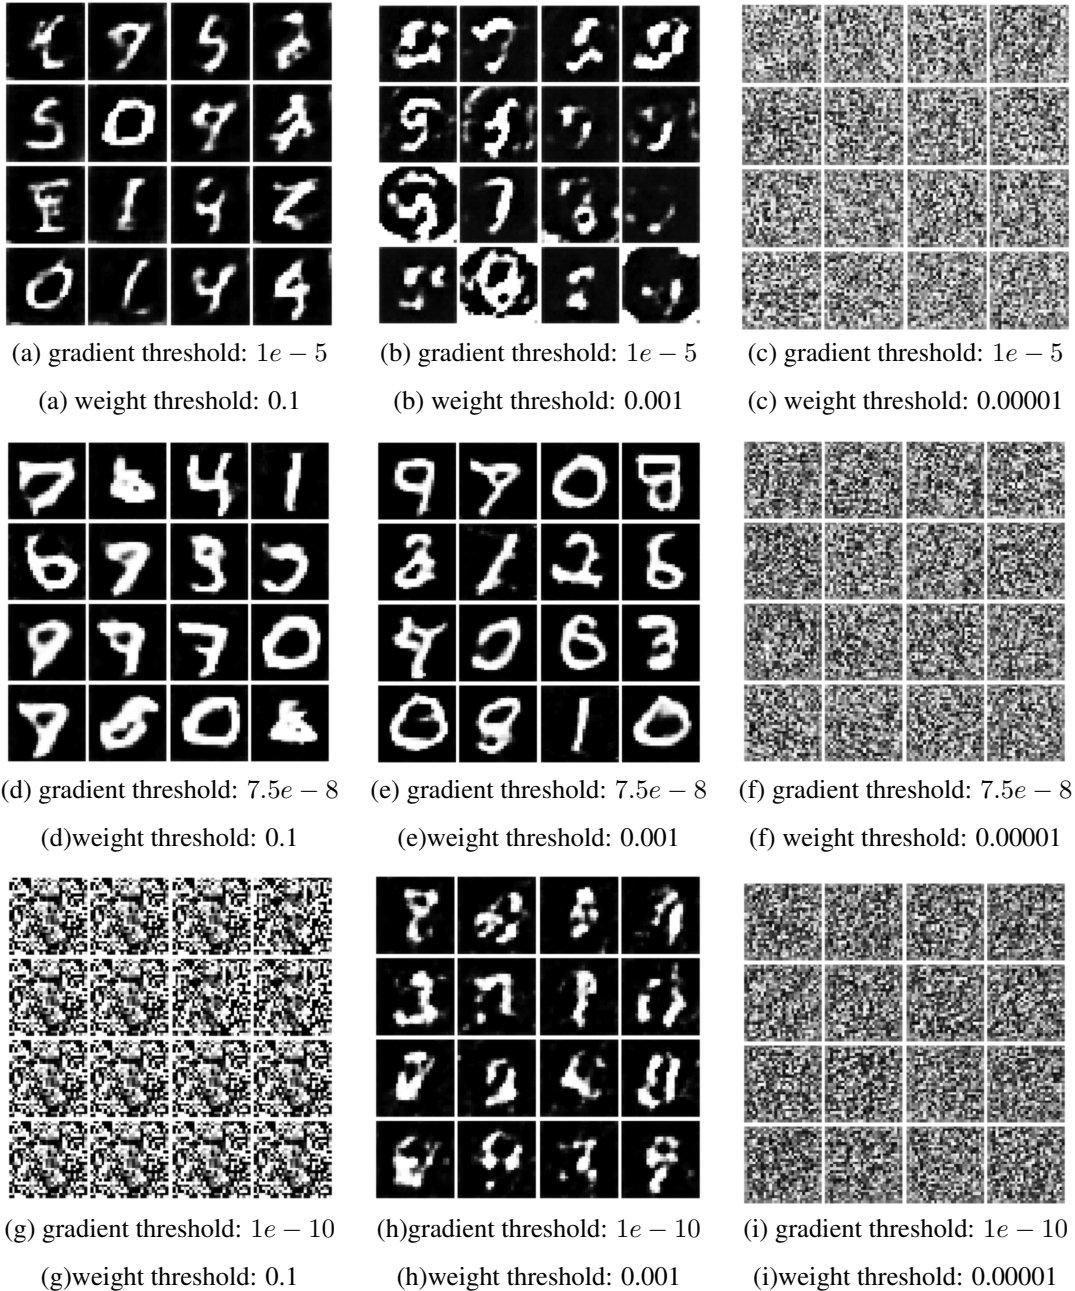 (a) gradient threshold: 1e − 5
(b) gradient threshold: 1e − 5
(c) gradient threshold: 1e − 5
(a) weight threshold: 0.1
(b) weight threshold: 0.001
(c) weight threshold: 0.00001
(d) gradient threshold: 7.5e − 8
(e) gradient threshold: 7.5e − 8
(f) gradient threshold: 7.5e − 8
(d)weight threshold: 0.1
(e)weight threshold: 0.001
(f) weight threshold: 0.00001
(g) gradient threshold: 1e − 10
(h)gradient threshold: 1e − 10
(i) gradient threshold: 1e − 10
(g)weight threshold: 0.1
(h)weight threshold: 0.001
(i)weight threshold: 0.00001